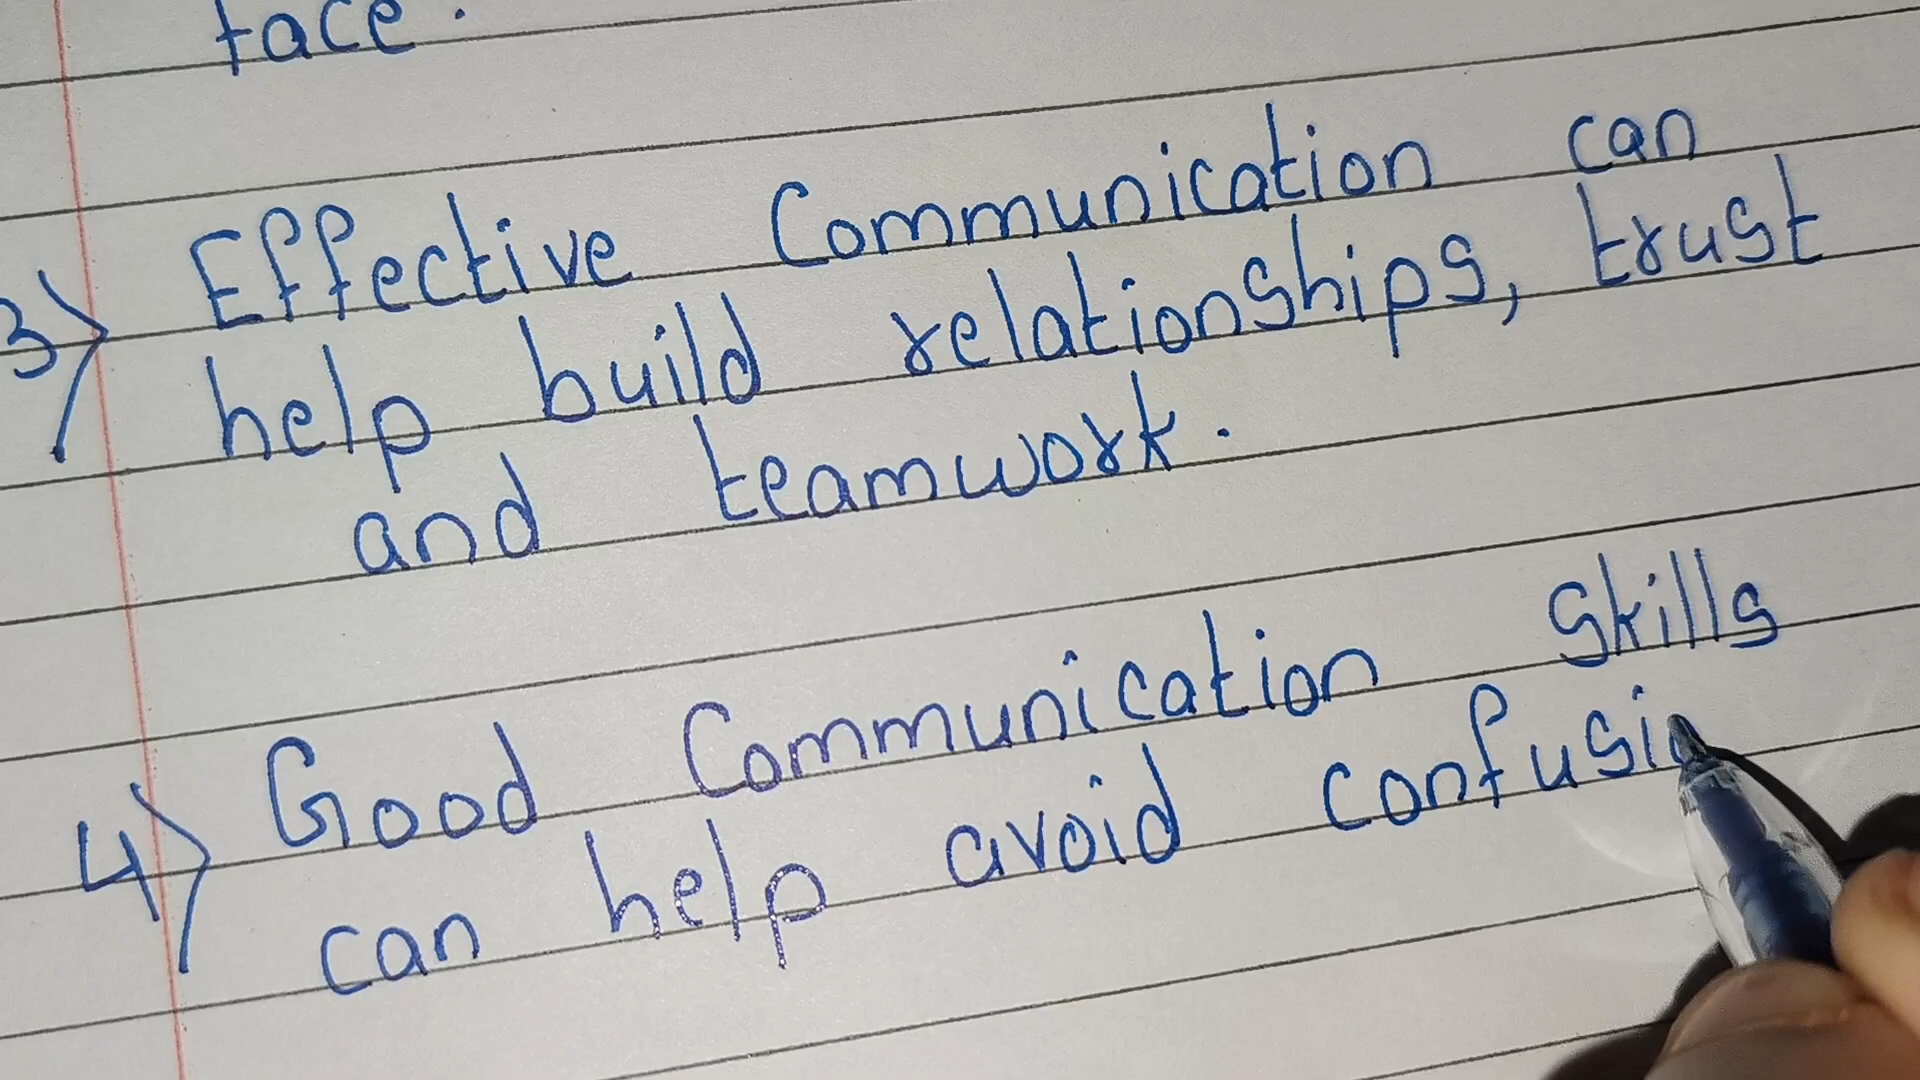 face.
3) Effective Communication can
help build relationships, trust
and teamwork.
4) Good Communication skills
can help avoid